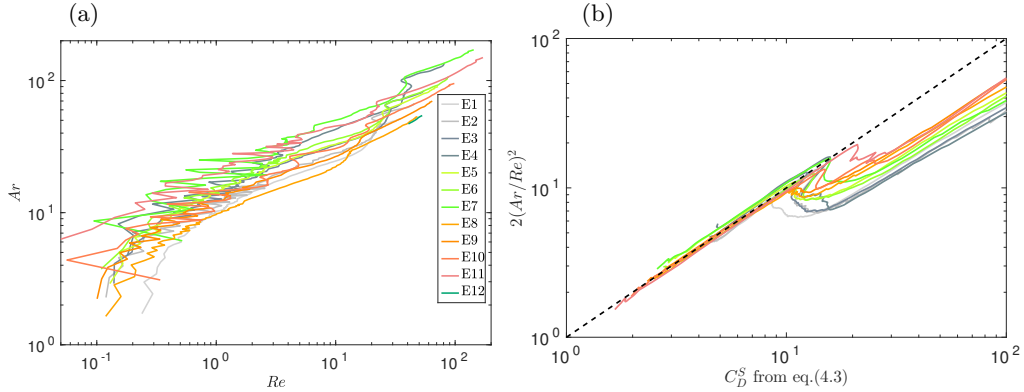 (a)
(b)
Ar
10^2
10^1
10^0
10^-1
10^0
10^1
10^2
Re
E1
E2
E3
E4
E5
E6
E7
E8
E9
E10
E11
E12
2(Ar/Re)^2
10^2
10^1
10^0
10^0
10^1
10^2
C_D^S from eq.(4.3)